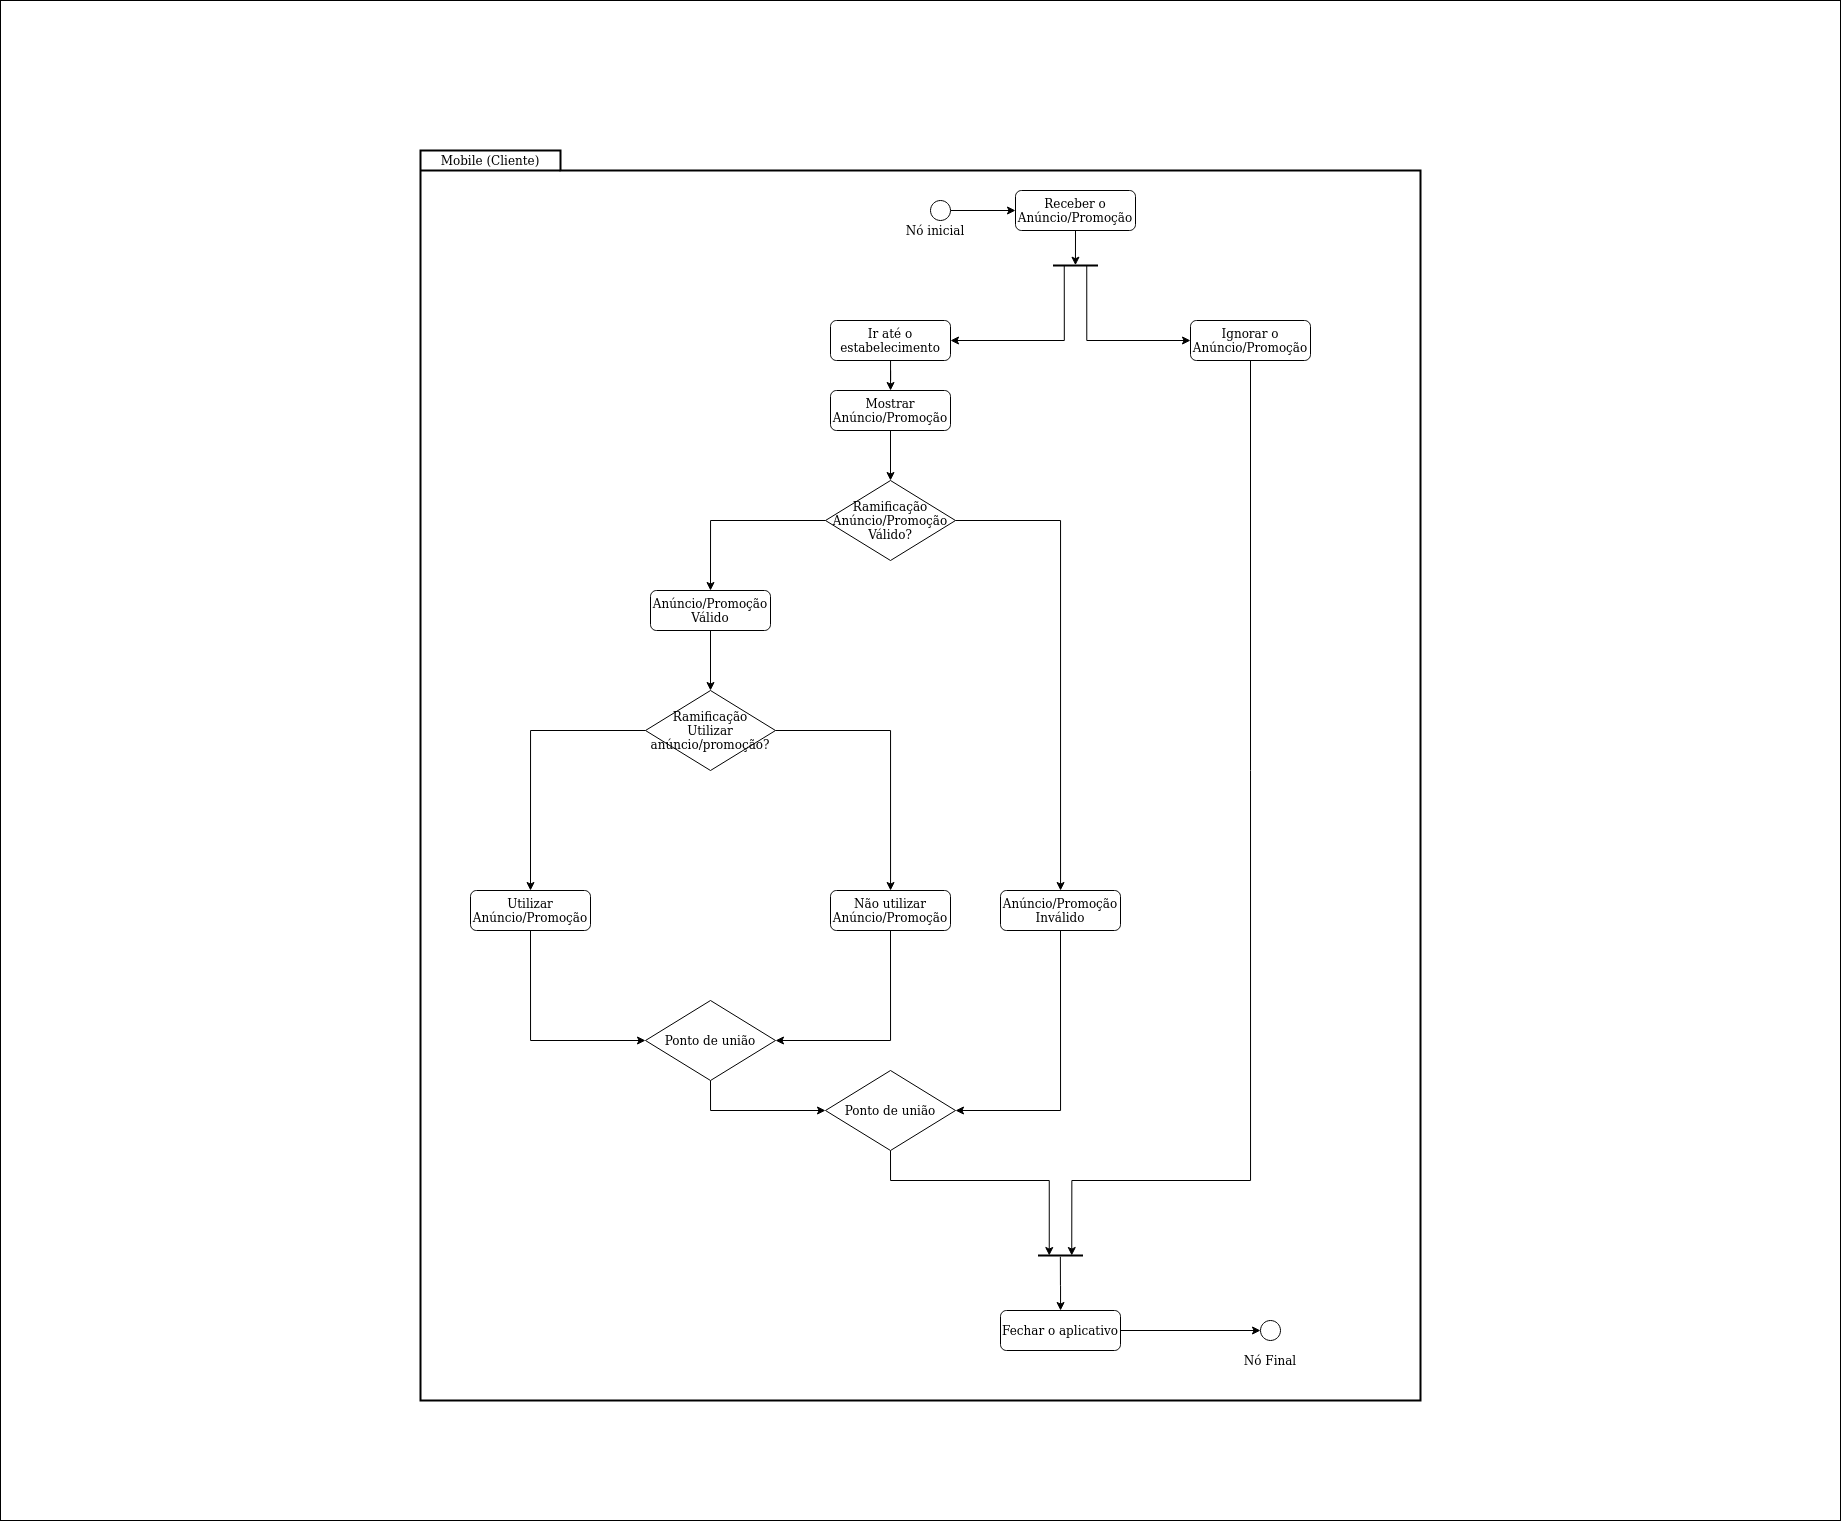 Mobile (Cliente)
Nó inicial
Receber o
Anúncio/Promoção
Ir até o
estabelecimento
Ignorar o
Anúncio/Promoção
Mostrar
Anúncio/Promoção
Ramificação
Anúncio/Promoção
Válido?
Anúncio/Promoção
Válido
Ramificação
Utilizar
anúncio/promoção?
Utilizar
Anúncio/Promoção
Não utilizar
Anúncio/Promoção
Anúncio/Promoção
Inválido
Ponto de união
Ponto de união
Fechar o aplicativo
Nó Final